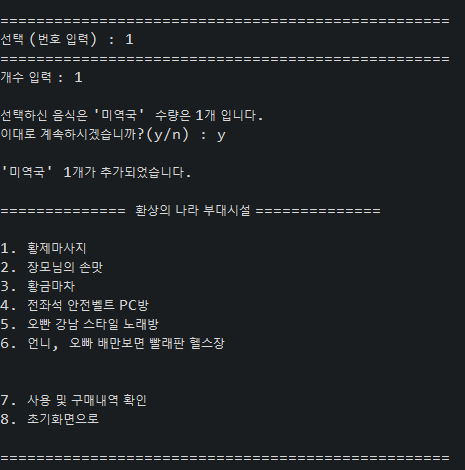 ==================================================
선택 (번호 입력) : 1
==================================================
개수 입력 : 1
선택하신 음식은 '미역국' 수량은 1개 입니다.
이대로 계속하시겠습니까?(y/n) : y
'미역국' 1개가 추가되었습니다.
============== 환상의 나라 부대시설 ==============
1. 황제마사지
2. 장모님의 손맛
3. 황금마차
4. 전좌석 안전벨트 PC방
5. 오빤 강남 스타일 노래방
6. 언니, 오빠 배만보면 빨래판 헬스장
7. 사용 및 구매내역 확인
8. 초기화면으로
==================================================